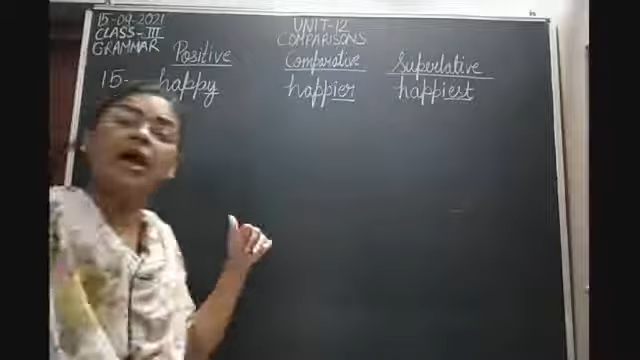 15-09-2021
CLASS-III
GRAMMAR
UNIT-12
COMPARISONS
Positive Comparative Superlative
15- happy happier happiest